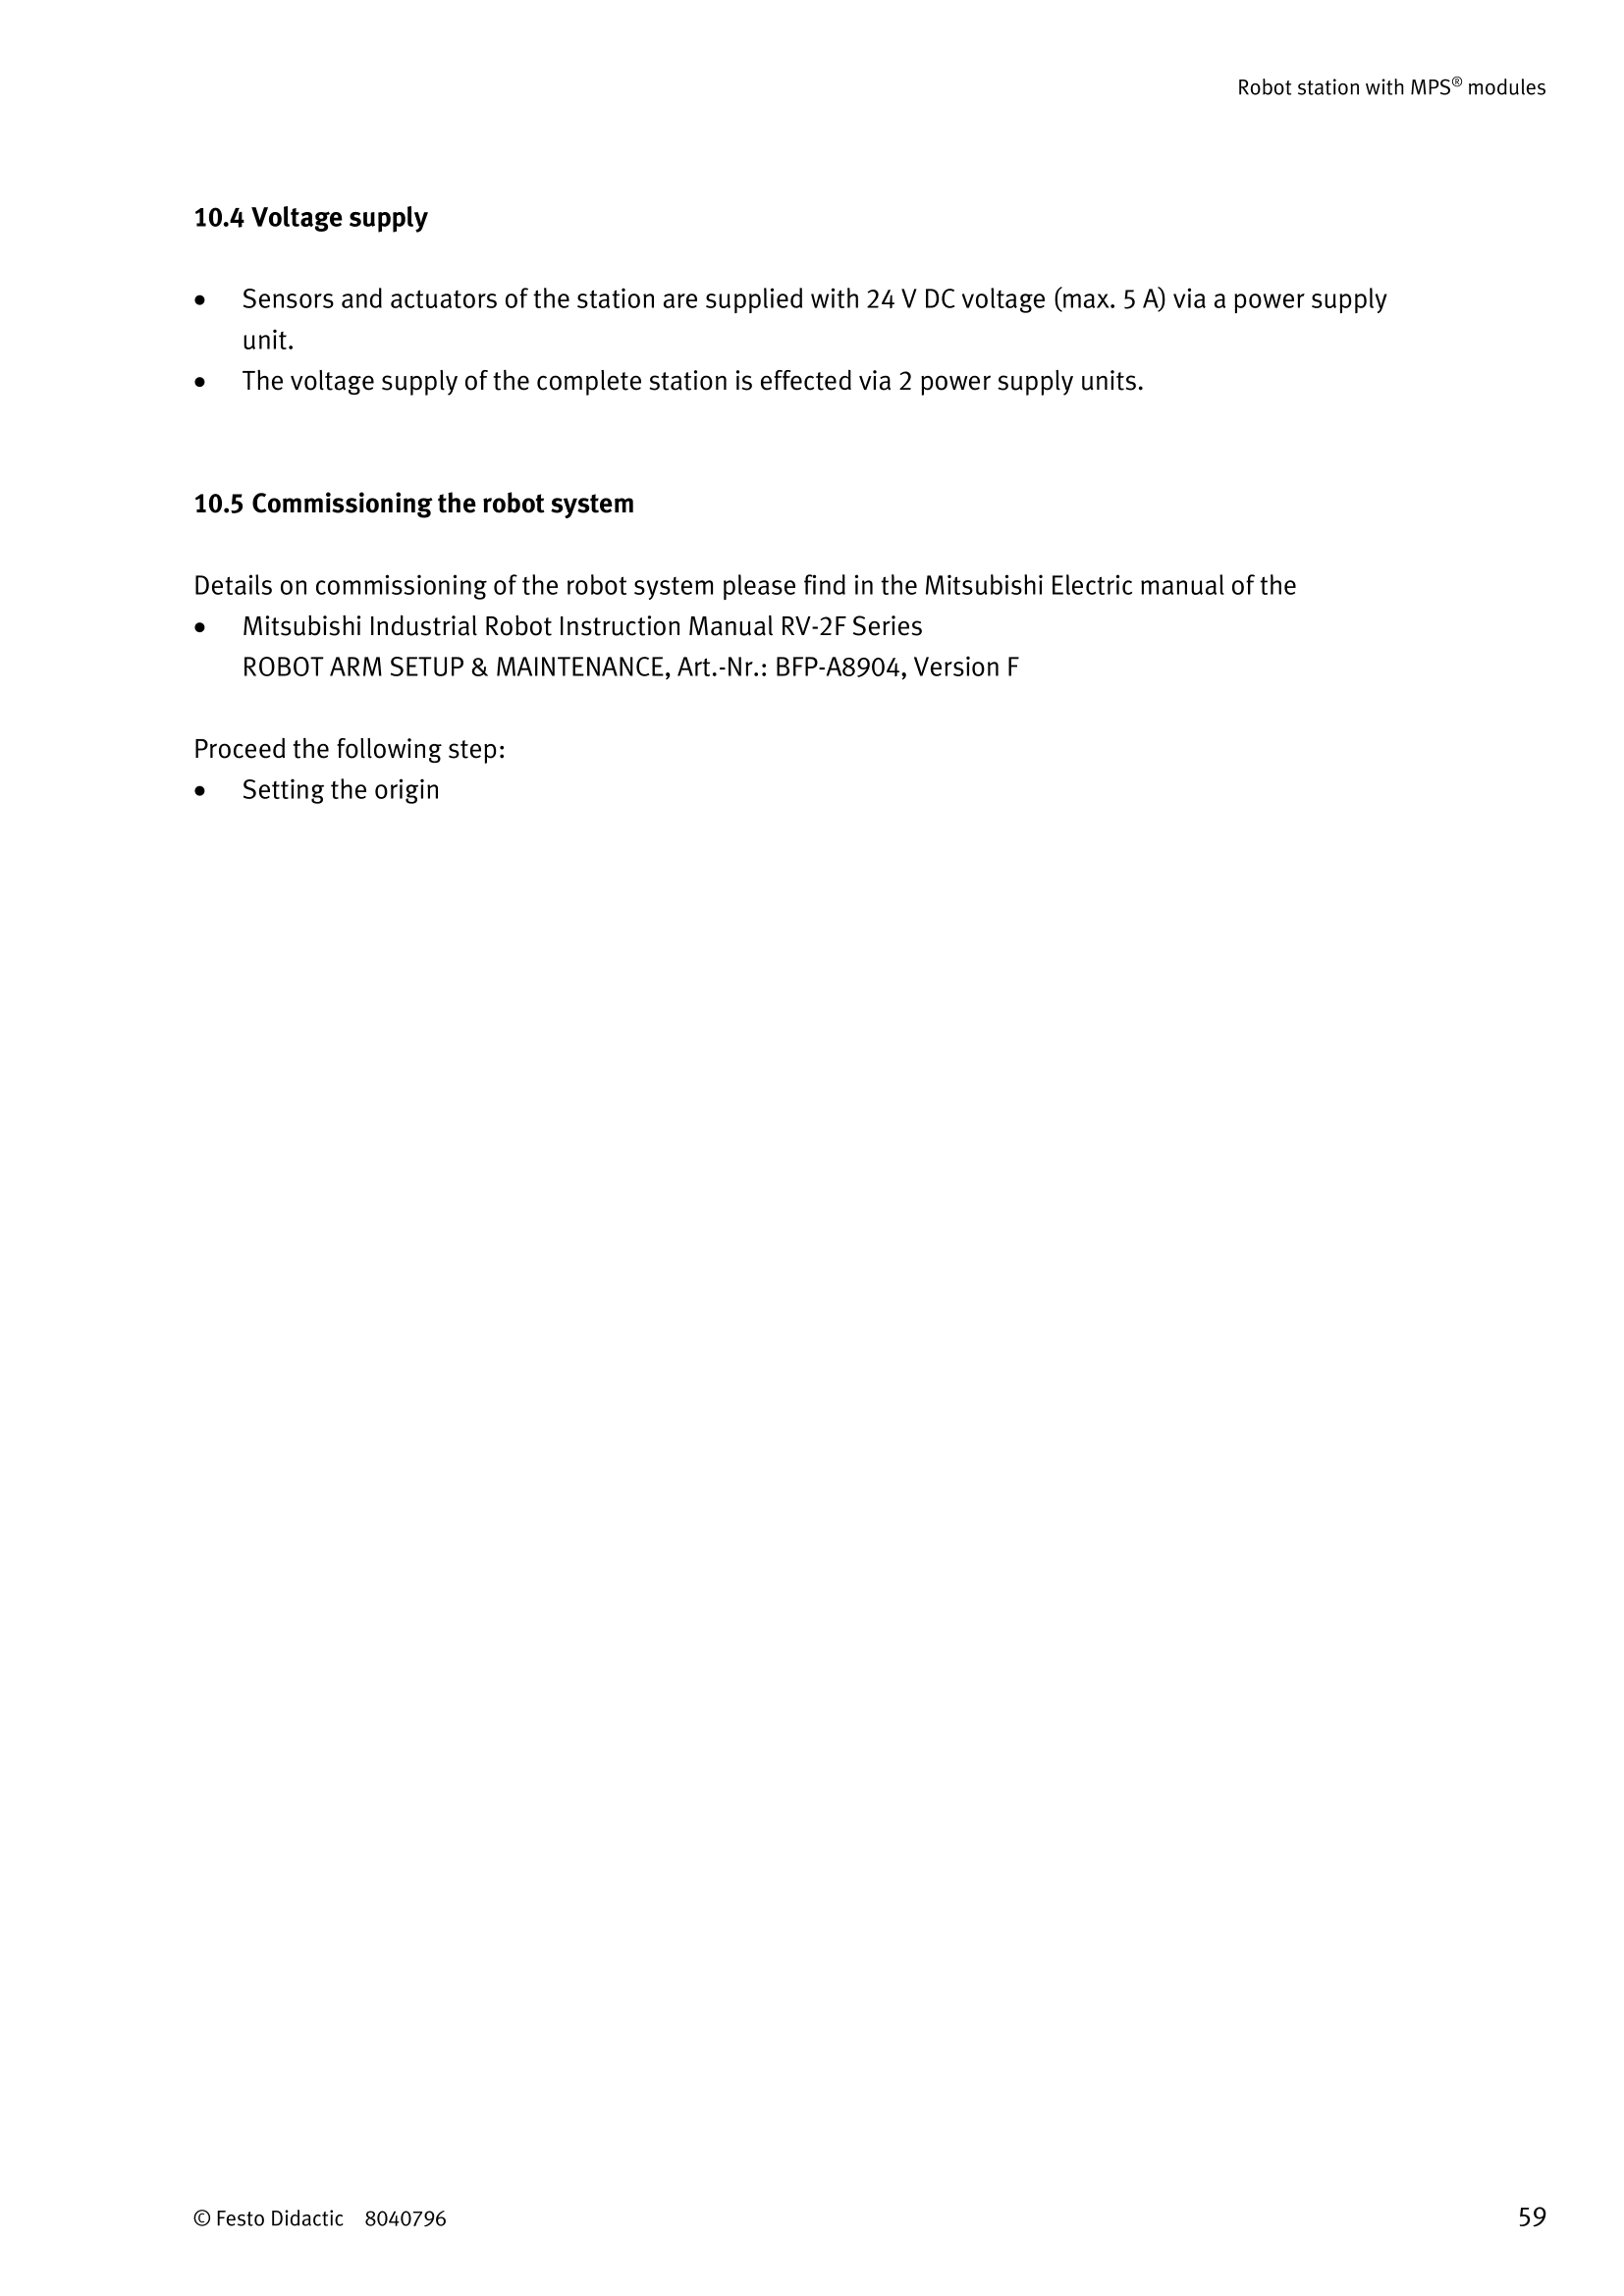 Robot station with MPS® modules
10.4 Voltage supply
• Sensors and actuators of the station are supplied with 24 V DC voltage (max. 5 A) via a power supply
unit.
• The voltage supply of the complete station is effected via 2 power supply units.
10.5 Commissioning the robot system
Details on commissioning of the robot system please find in the Mitsubishi Electric manual of the
• Mitsubishi Industrial Robot Instruction Manual RV-2F Series
ROBOT ARM SETUP & MAINTENANCE, Art.-Nr.: BFP-A8904, Version F
Proceed the following step:
• Setting the origin
© Festo Didactic 8040796 59